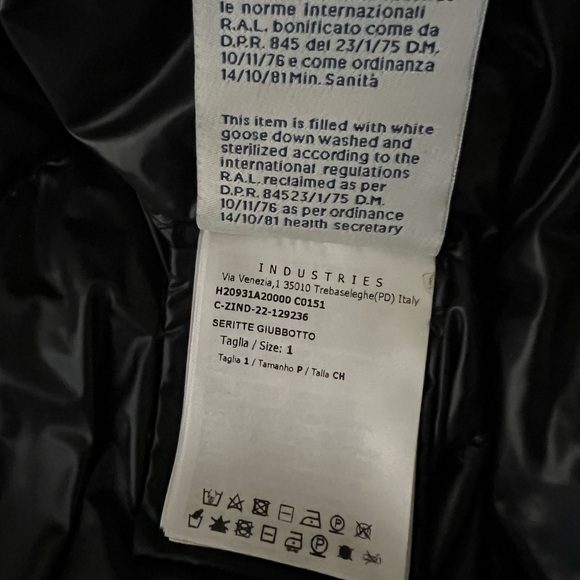 le norme internazionali
R.A.L. bonificato come da
D.P.R. 845 del 23/1/75 D.M.
10/11/76 e come ordinanza
14/10/81 Min. Sanità
This item is filled with white
goose down washed and
sterilized according to the
international regulations
R.A.L. reclaimed as per
D.P.R. 84523/1/75 D.M.
10/11/76 as per ordinance
14/10/81 health secretary
INDUSTRIES
Via Venezia,1 35010 Trebaseleghe(PD) Italy
H20931A20000 C0151
C-ZIND-22-129236
SERITTE GIUBBOTTO
Taglia / Size: 1
Taglia 1 / Tamanho P / Talla CH